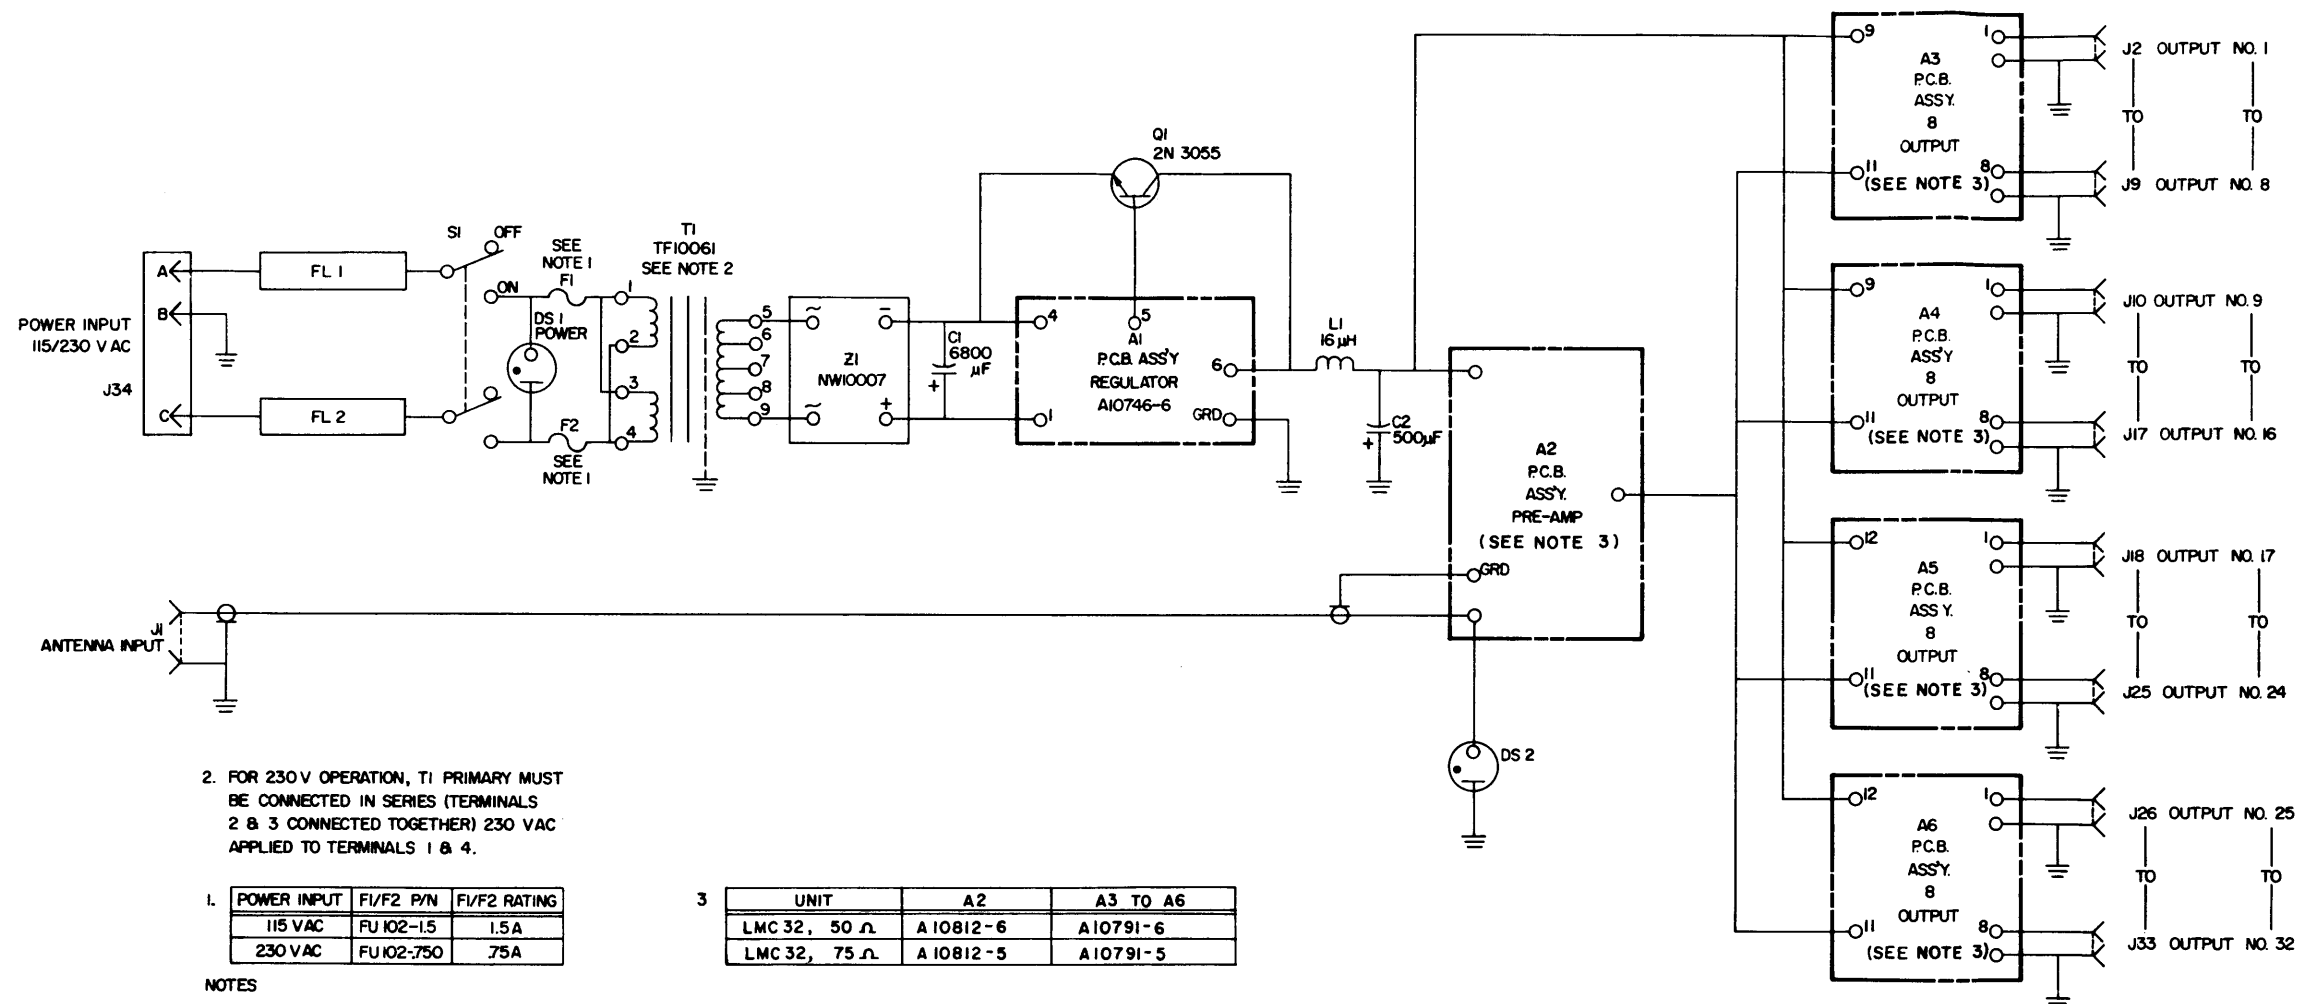 POWER INPUT
115/230 V AC
J34
A
B
C
FL 1
FL 2
S1
OFF
ON
DS 1
POWER
SEE
NOTE 1
F1
F2
SEE
NOTE 1
T1
TF10061
SEE NOTE 2
1
2
3
4
5
6
7
8
9
~
~
−
+
Z1
NW10007
C1
6800
µF
+
Q1
2N 3055
4
5
1
6
GRD
A1
P.C.B. ASS'Y
REGULATOR
A10746-6
L1
16 µH
C2
500µF
+
A2
P.C.B.
ASS'Y.
PRE-AMP
(SEE NOTE 3)
GRD
DS 2
J1
ANTENNA INPUT
9
1
A3
P.C.B.
ASS'Y.
8
OUTPUT
11
8
(SEE NOTE 3)
J2 OUTPUT NO. 1
TO TO
J9 OUTPUT NO. 8
9
1
A4
P.C.B.
ASS'Y
8
OUTPUT
11
8
(SEE NOTE 3)
J10 OUTPUT NO. 9
TO TO
J17 OUTPUT NO. 16
12
1
A5
P.C.B.
ASS Y.
8
OUTPUT
11
8
(SEE NOTE 3)
J18 OUTPUT NO. 17
TO TO
J25 OUTPUT NO. 24
12
1
A6
P.C.B.
ASS'Y.
8
OUTPUT
11
8
(SEE NOTE 3)
J26 OUTPUT NO. 25
TO TO
J33 OUTPUT NO. 32
2. FOR 230 V OPERATION, T1 PRIMARY MUST
BE CONNECTED IN SERIES (TERMINALS
2 & 3 CONNECTED TOGETHER) 230 VAC
APPLIED TO TERMINALS 1 & 4.
1. POWER INPUT F1/F2 P/N F1/F2 RATING
115 VAC FU 102-1.5 1.5 A
230 VAC FU 102-.750 .75A
3 UNIT A2 A3 TO A6
LMC 32, 50 Ω A 10812-6 A 10791-6
LMC 32, 75 Ω A 10812-5 A 10791-5
NOTES